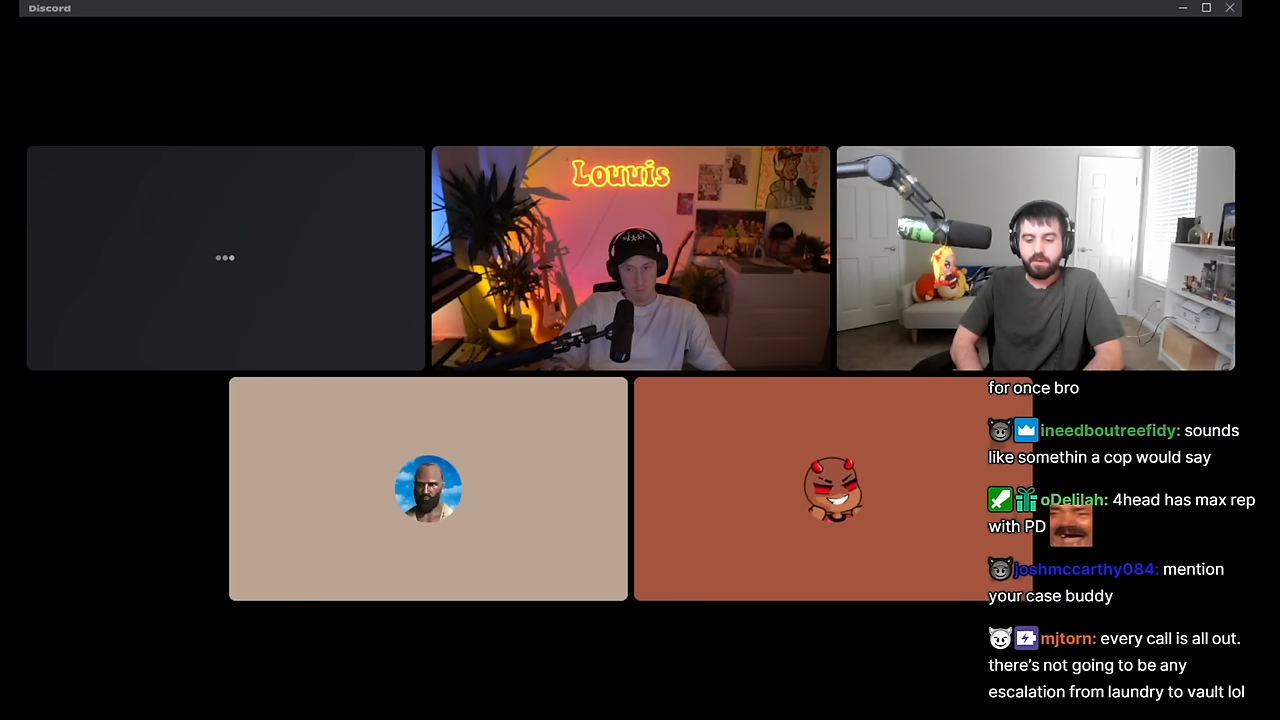 Discord
Louuis
for once bro
ineedboutreefidy: sounds
like somethin a cop would say
oDelilah: 4head has max rep
with PD
joshmccarthy084: mention
your case buddy
mjtorn: every call is all out.
there's not going to be any
escalation from laundry to vault lol